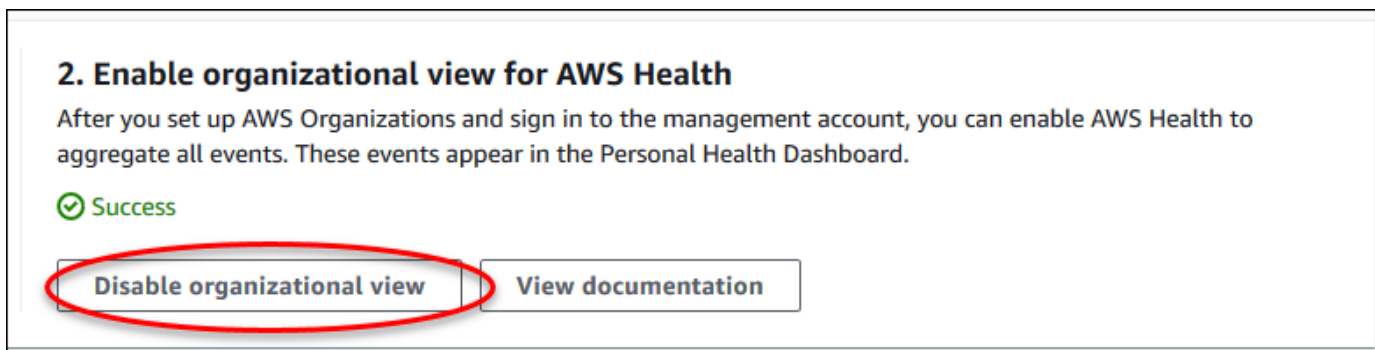 2. Enable organizational view for AWS Health
After you set up AWS Organizations and sign in to the management account, you can enable AWS Health to
aggregate all events. These events appear in the Personal Health Dashboard.
Success
Disable organizational view
View documentation